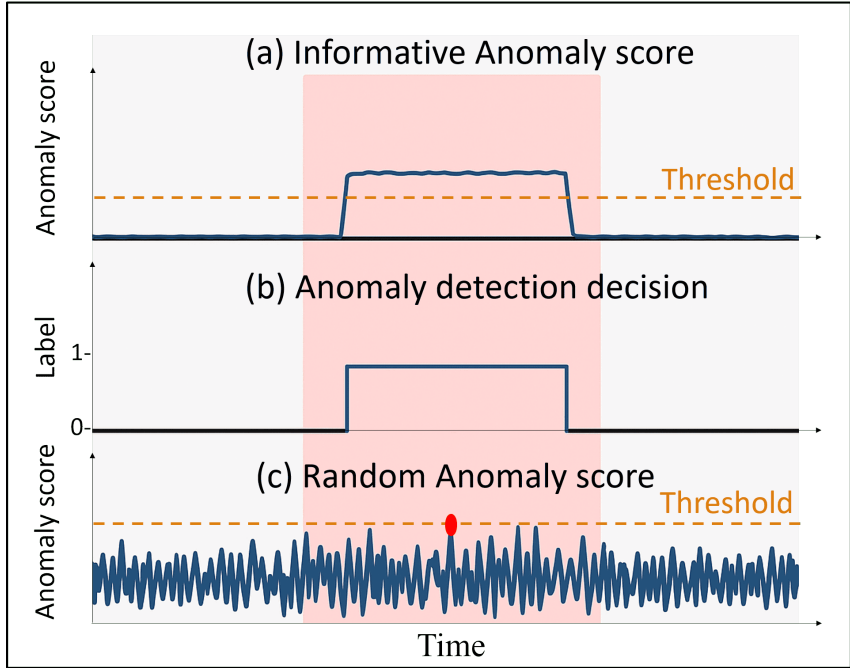 (a) Informative Anomaly score
Anomaly score
Threshold
(b) Anomaly detection decision
Label
1-
0-
(c) Random Anomaly score
Anomaly score
Threshold
Time